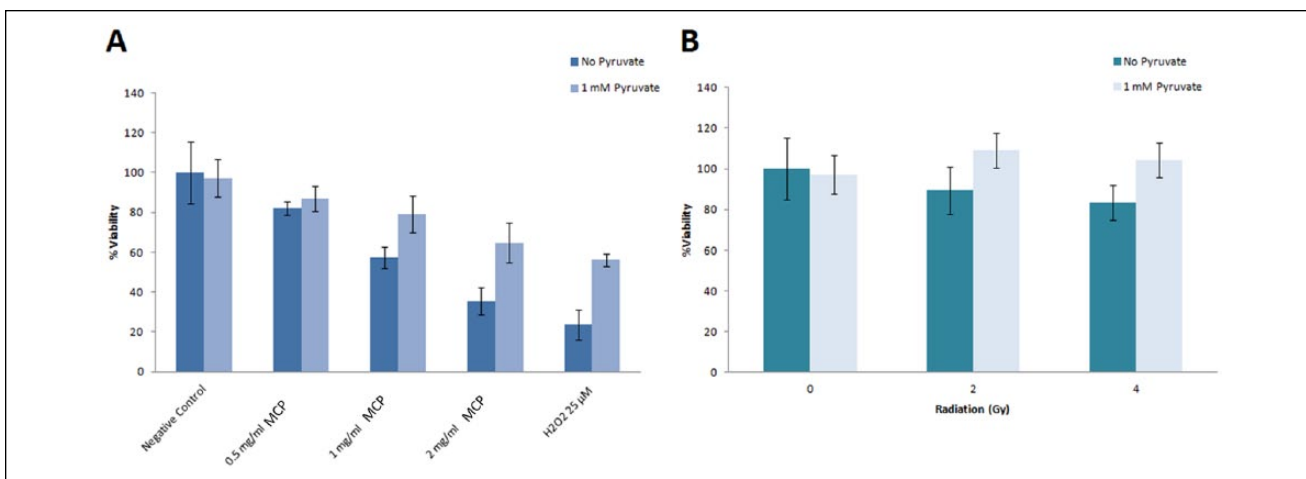 A
No Pyruvate
1 mM Pyruvate
140
120
100
80
60
40
20
0
% Viability
Negative Control
0.5 mg/ml MCP
1 mg/ml MCP
2 mg/ml MCP
H2O2 25 µM
B
No Pyruvate
1 mM Pyruvate
140
120
100
80
60
40
20
0
%Viability
0
2
4
Radiation (Gy)